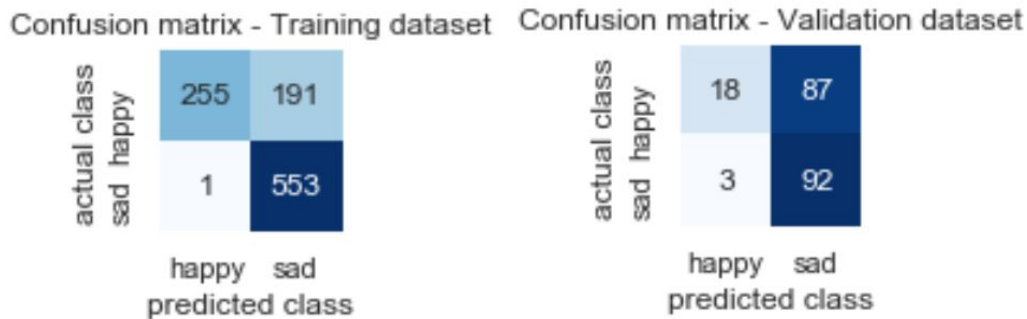 Confusion matrix - Training dataset
actual class
sad happy
255 191
1 553
happy sad
predicted class
Confusion matrix - Validation dataset
actual class
sad happy
18 87
3 92
happy sad
predicted class